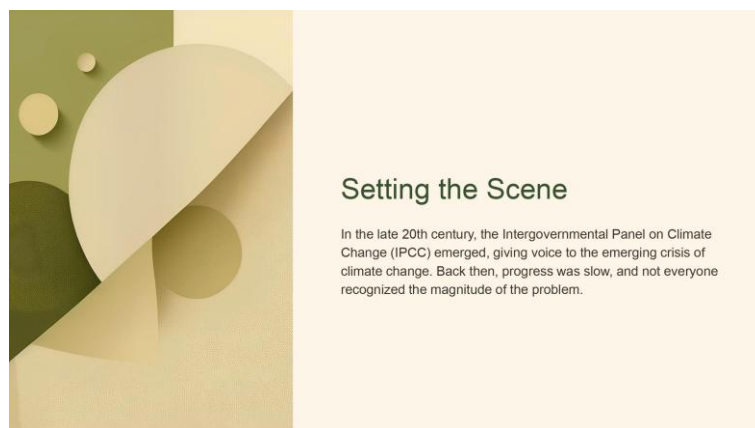 Setting the Scene
In the late 20th century, the Intergovernmental Panel on Climate
Change (IPCC) emerged, giving voice to the emerging crisis of
climate change. Back then, progress was slow, and not everyone
recognized the magnitude of the problem.